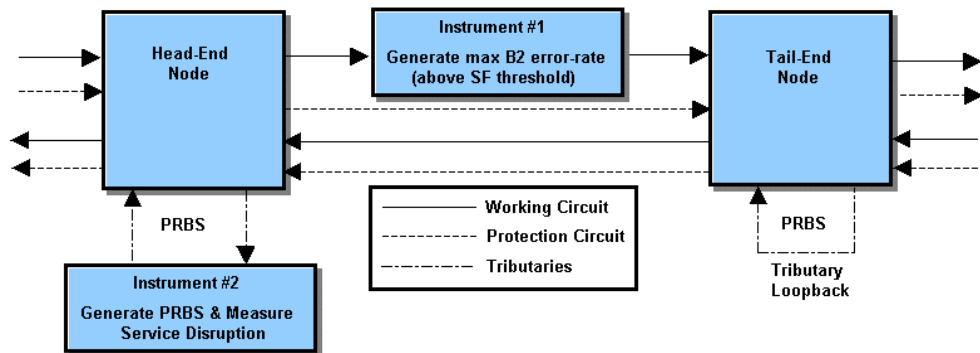 Head-End
Node
Instrument #1
Generate max B2 error-rate
(above SF threshold)
Tail-End
Node
PRBS
Instrument #2
Generate PRBS & Measure
Service Disruption
Working Circuit
Protection Circuit
Tributaries
PRBS
Tributary
Loopback